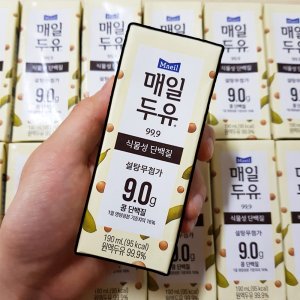 Maeil
매일
두유
99.9
식물성 단백질
설탕무첨가
9.0g
콩 단백질
190 mL (95 kcal)
원액두유 99.9%